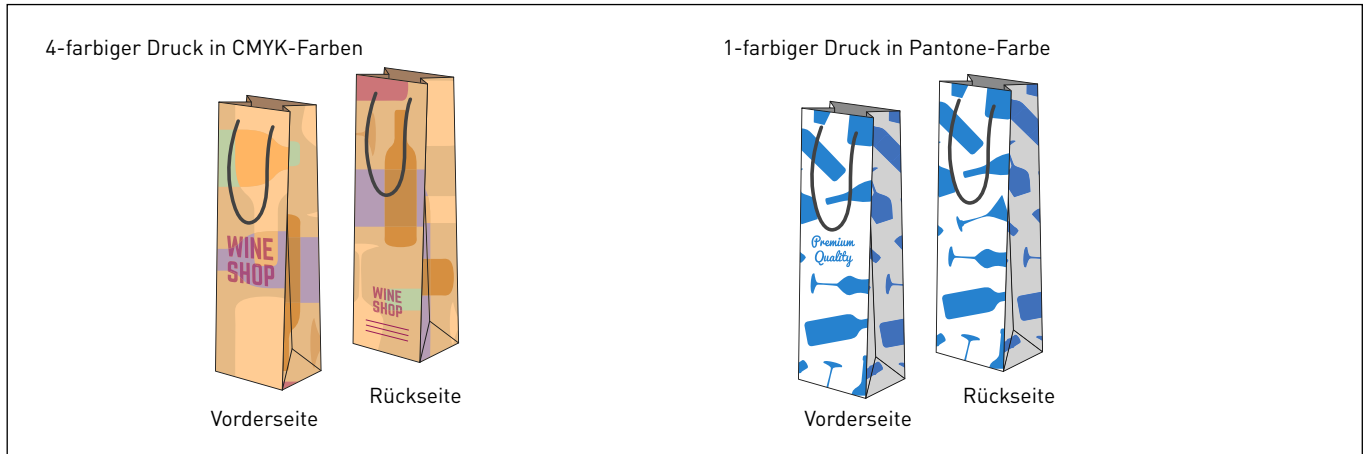 4-farbiger Druck in CMYK-Farben
WINE
SHOP
Vorderseite
WINE
SHOP
Rückseite
1-farbiger Druck in Pantone-Farbe
Premium
Quality
Vorderseite
Rückseite